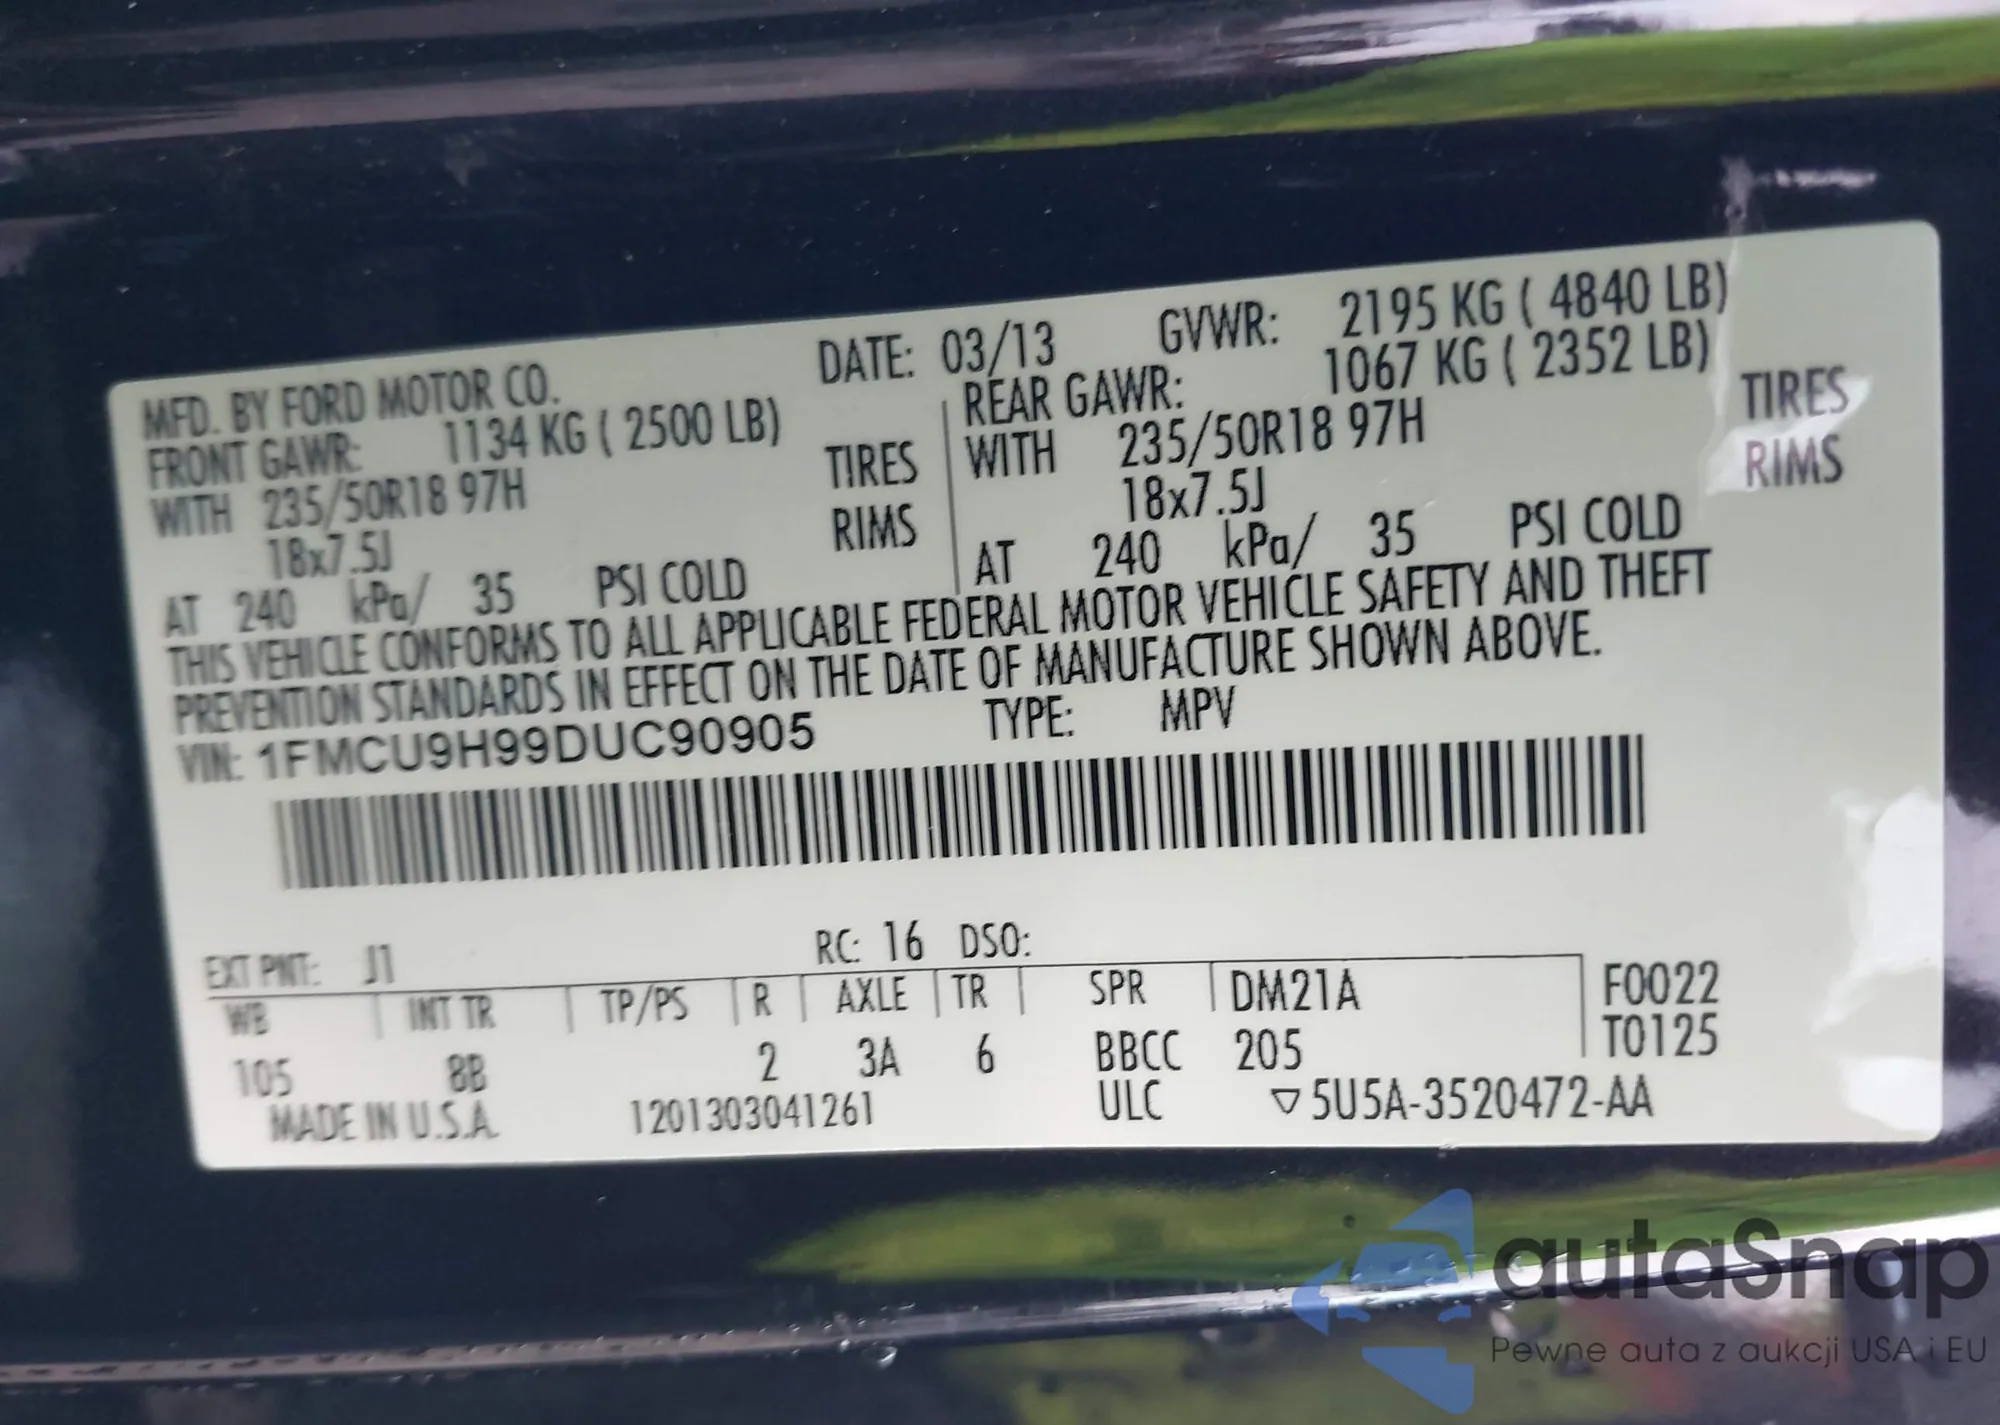 MFD. BY FORD MOTOR CO. DATE: 03/13 GVWR: 2195 KG ( 4840 LB)
FRONT GAWR: 1134 KG ( 2500 LB) REAR GAWR: 1067 KG ( 2352 LB)
WITH 235/50R18 97H TIRES WITH 235/50R18 97H TIRES
18x7.5J RIMS 18x7.5J RIMS
AT 240 kPa/ 35 PSI COLD AT 240 kPa/ 35 PSI COLD
THIS VEHICLE CONFORMS TO ALL APPLICABLE FEDERAL MOTOR VEHICLE SAFETY AND THEFT
PREVENTION STANDARDS IN EFFECT ON THE DATE OF MANUFACTURE SHOWN ABOVE.
VIN: 1FMCU9H99DUC90905 TYPE: MPV
EXT PNT: J1 RC: 16 DSO:
WB INT TR TP/PS R AXLE TR SPR DM21A F0022
105 8B 2 3A 6 BBCC 205 T0125
MADE IN U.S.A. 1201303041261 ULC ▽5U5A-3520472-AA
autaSnap
Pewne auta z aukcji USA i EU